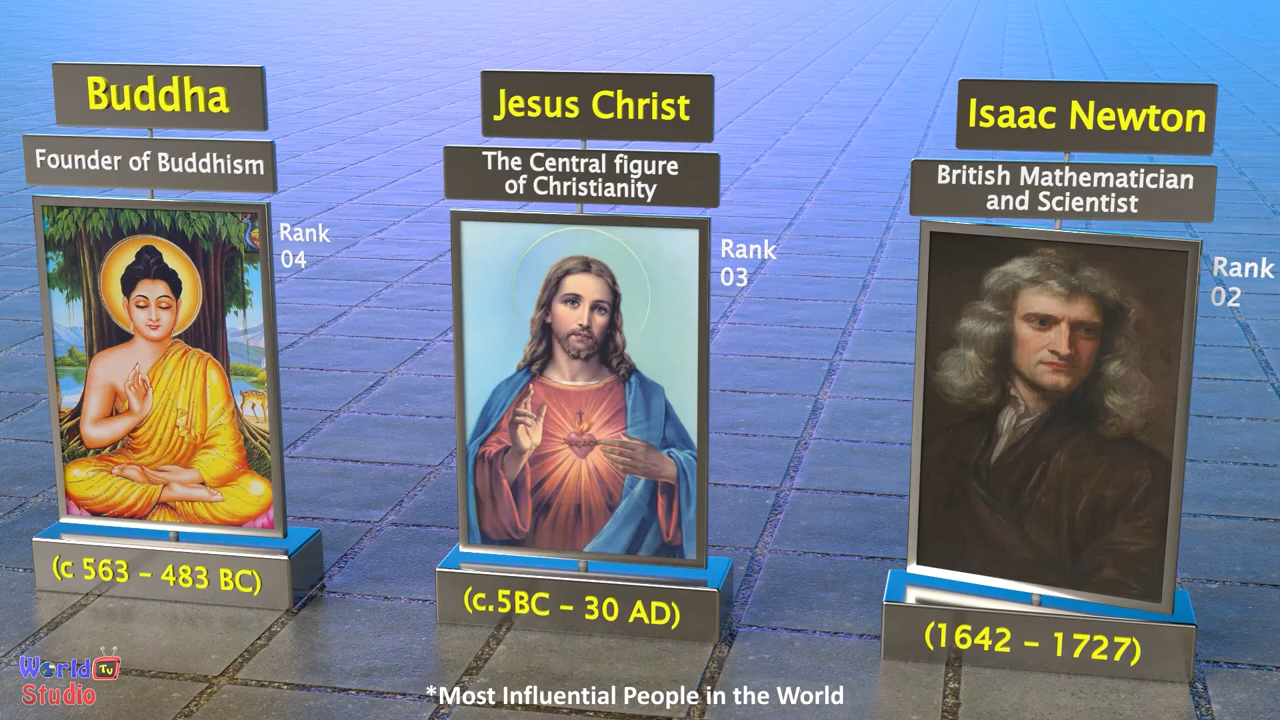 Buddha
Founder of Buddhism
Rank
04
(c 563 – 483 BC)
Jesus Christ
The Central figure
of Christianity
Rank
03
(c.5BC – 30 AD)
Isaac Newton
British Mathematician
and Scientist
Rank
02
(1642 – 1727)
World Tv
Studio
*Most Influential People in the World